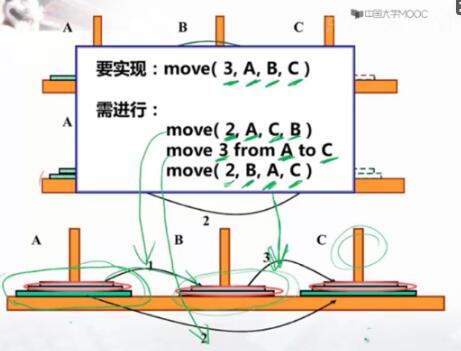 中国大学MOOC
A B C
要实现：move( 3, A, B, C )
需进行：
A
move( 2, A, C, B )
move 3 from A to C
move( 2, B, A, C )
2
A B C
1 3
2